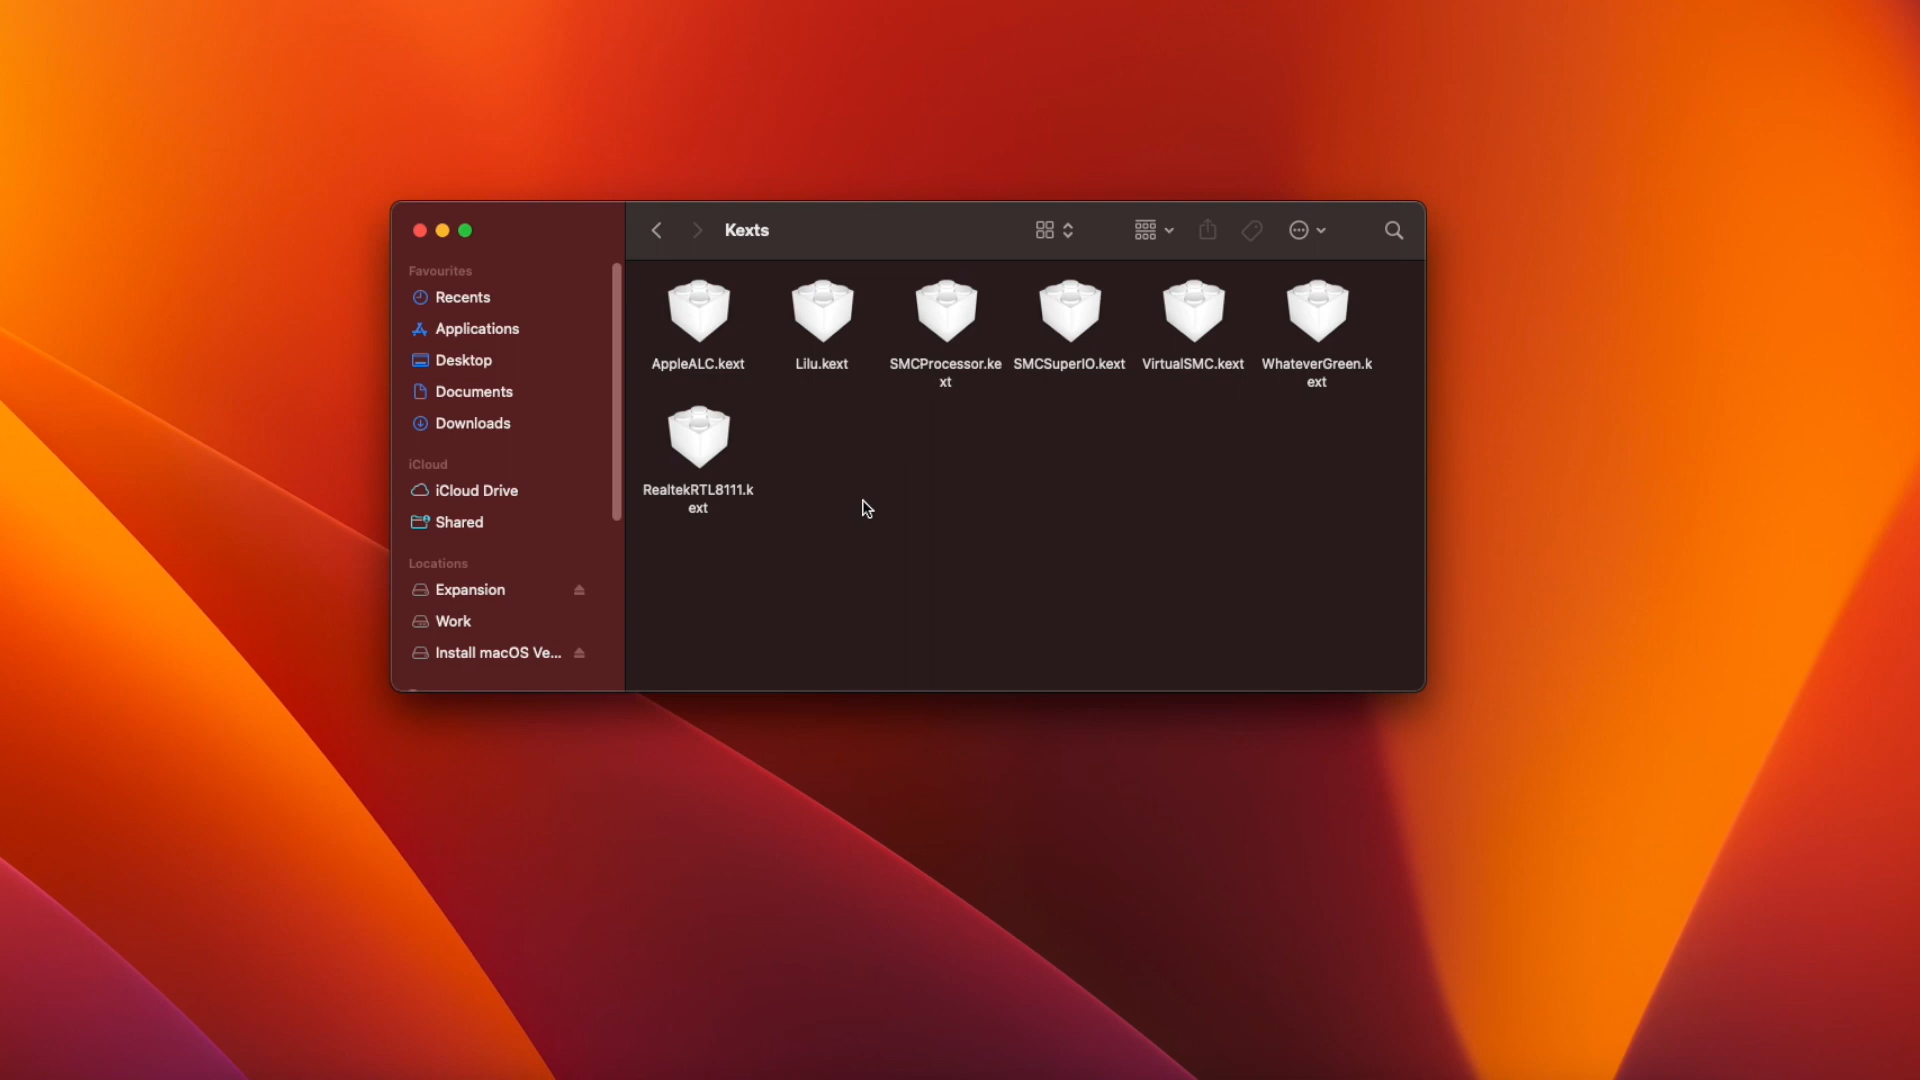 Kexts
Favourites
Recents
Applications
Desktop
Documents
Downloads
iCloud
iCloud Drive
Shared
Locations
Expansion
Work
Install macOS Ve...
AppleALC.kext
Lilu.kext
SMCProcessor.ke
xt
SMCSuperIO.kext
VirtualSMC.kext
WhateverGreen.k
ext
RealtekRTL8111.k
ext